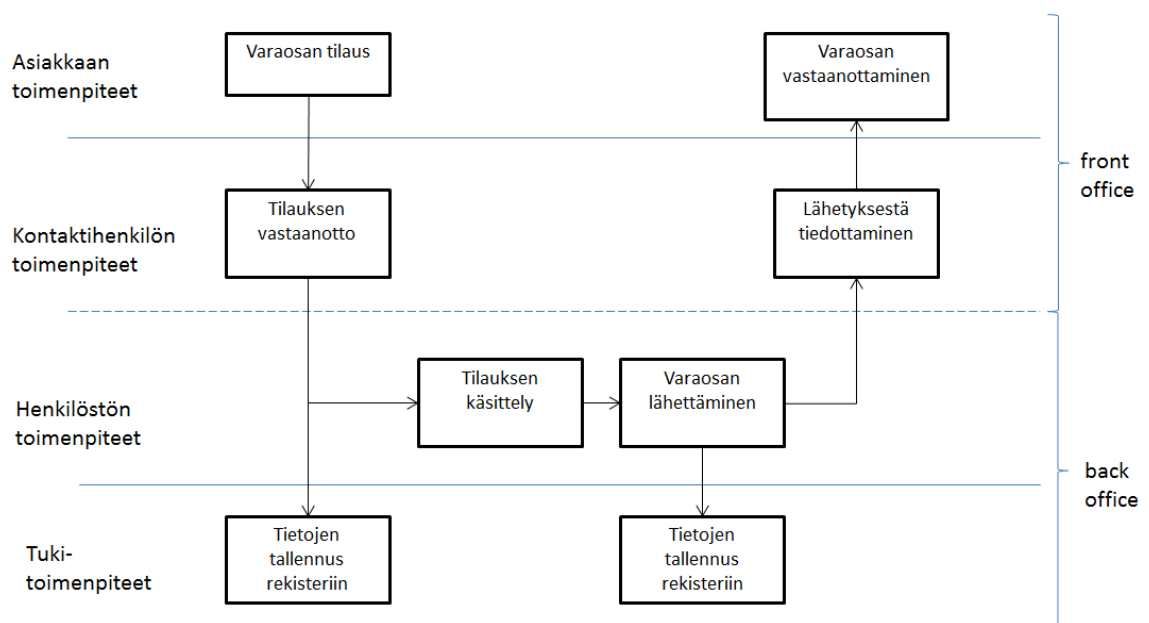 Asiakkaan
toimenpiteet
Varaosan tilaus
Varaosan
vastaanottaminen
front
office
Kontaktihenkilön
toimenpiteet
Tilauksen
vastaanotto
Lähetyksestä
tiedottaminen
Henkilöstön
toimenpiteet
Tilauksen
käsittely
Varaosan
lähettäminen
back
office
Tuki-
toimenpiteet
Tietojen
tallennus
rekisteriin
Tietojen
tallennus
rekisteriin